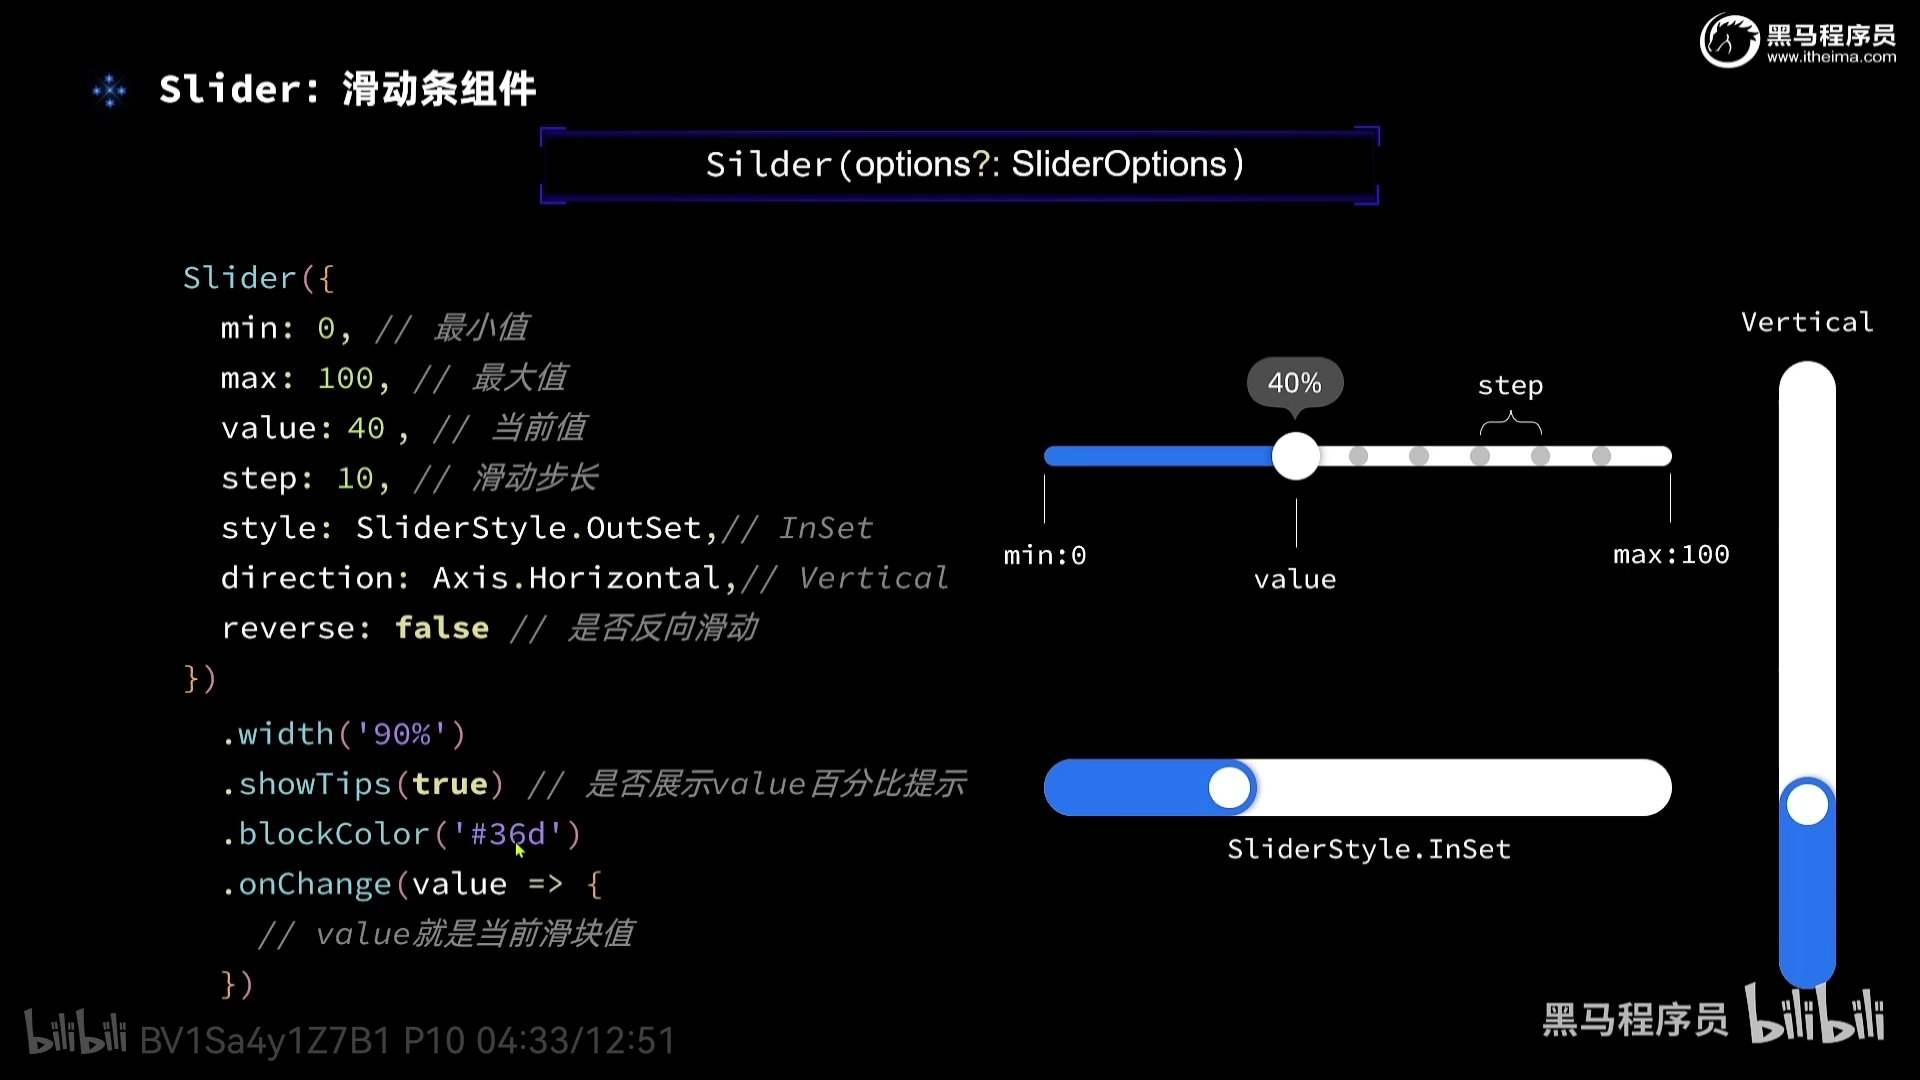 黑马程序员
www.itheima.com
Slider: 滑动条组件
Silder(options?: SliderOptions)
Slider({
min: 0, // 最小值
max: 100, // 最大值
value: 40 , // 当前值
step: 10, // 滑动步长
style: SliderStyle.OutSet,// InSet
direction: Axis.Horizontal,// Vertical
reverse: false // 是否反向滑动
})
.width('90%')
.showTips(true) // 是否展示value百分比提示
.blockColor('#36d')
.onChange(value => {
// value就是当前滑块值
})
40%
step
min:0
value
max:100
SliderStyle.InSet
Vertical
bilibili BV1Sa4y1Z7B1 P10 04:33/12:51
黑马程序员 bilibili